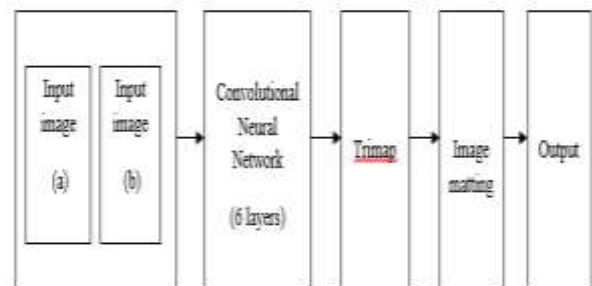 Input
image
(a)
Input
image
(b)
Convolutional
Neural
Network
(6 layers)
Trimap
Image
matting
Output